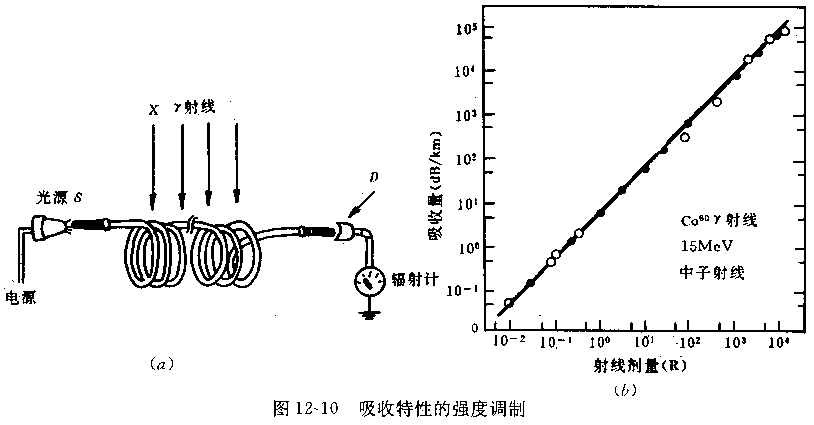 X γ射线
D
光源 S
电源
辐射计
(a)
吸收量(dB/km)
10⁵
10⁴
10³
10²
10¹
10⁰
10⁻¹
0
Co⁶⁰ γ 射线
15MeV
中子射线
10⁻² 10⁻¹ 10⁰ 10¹ 10² 10³ 10⁴
射线剂量(R)
(b)
图 12-10 吸收特性的强度调制